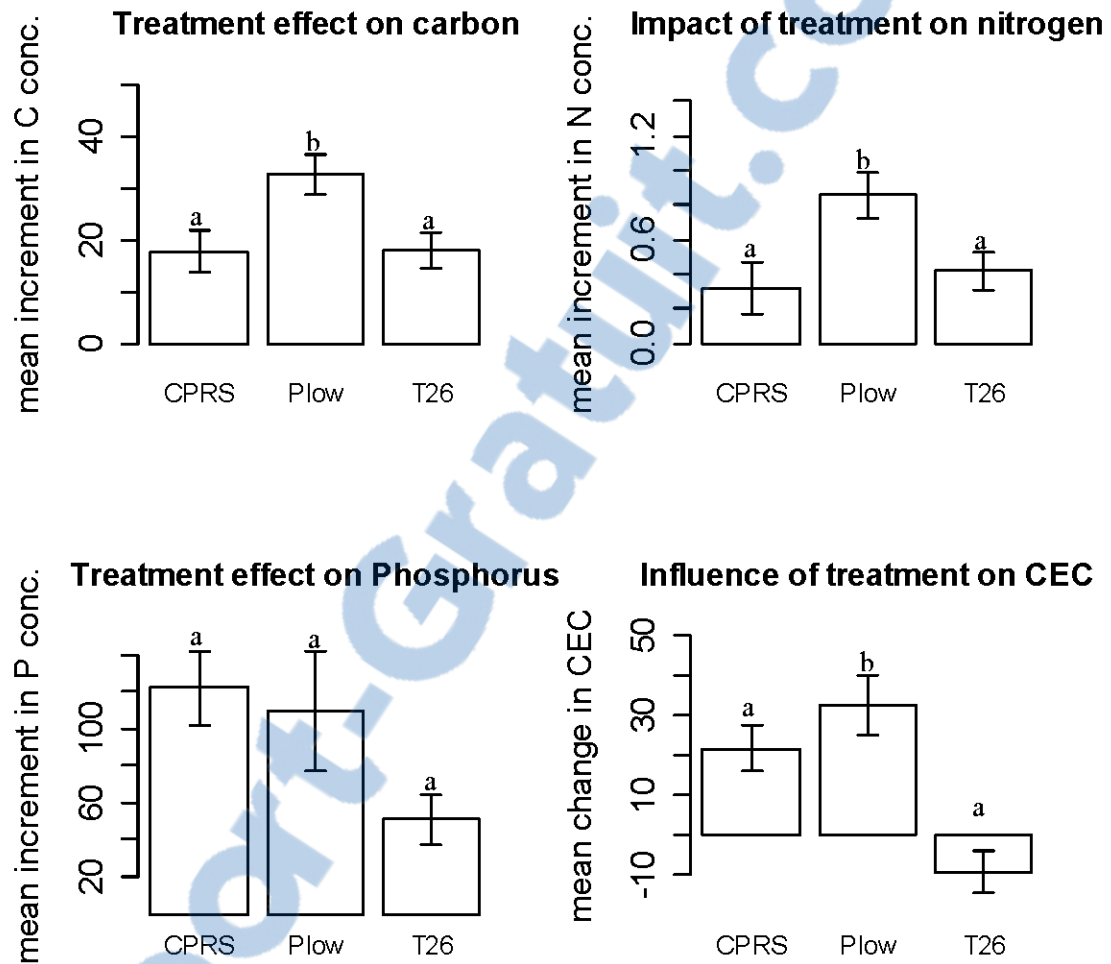 Treatment effect on carbon
mean increment in C conc.
40
20
0
a
b
a
CPRS Plow T26
Impact of treatment on nitrogen
mean increment in N conc.
1.2
0.6
0.0
a
b
a
CPRS Plow T26
Treatment effect on Phosphorus
mean increment in P conc.
100
60
20
a
a
a
CPRS Plow T26
Influence of treatment on CEC
mean change in CEC
50
30
10
-10
a
b
a
CPRS Plow T26
port-Gratuit.co